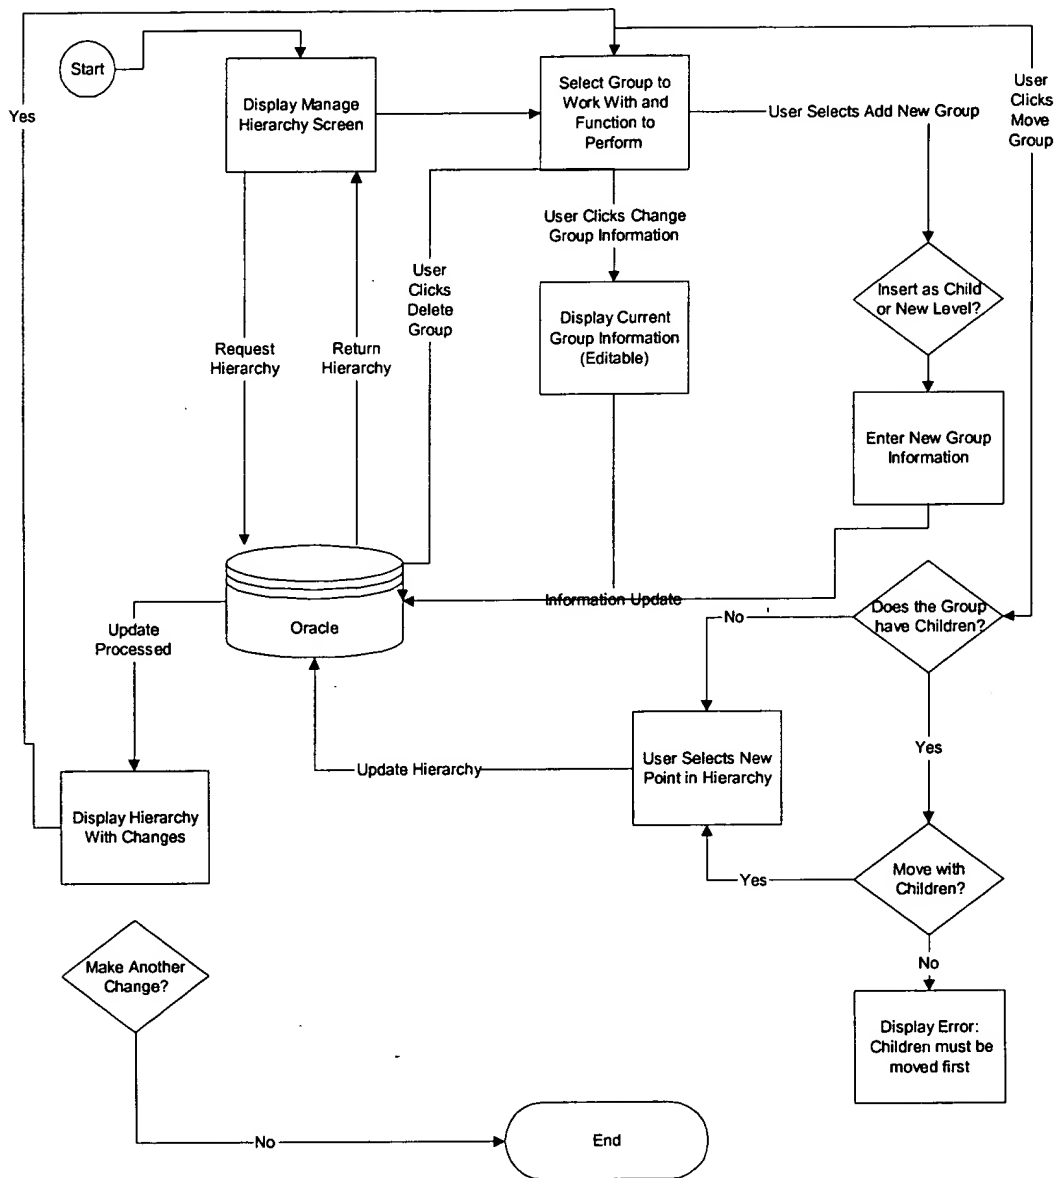 Start
Yes
Display Manage
Hierarchy Screen
Select Group to
Work With and
Function to
Perform
User Selects Add New Group
User
Clicks
Move
Group
User Clicks Change
Group Information
User
Clicks
Delete
Group
Insert as Child
or New Level?
Display Current
Group Information
(Editable)
Request
Hierarchy
Return
Hierarchy
Enter New Group
Information
Information Update
Oracle
Does the Group
have Children?
No
Update
Processed
Yes
User Selects New
Point in Hierarchy
Update Hierarchy
Display Hierarchy
With Changes
Move with
Children?
Yes
No
Make Another
Change?
Display Error:
Children must be
moved first
No
End